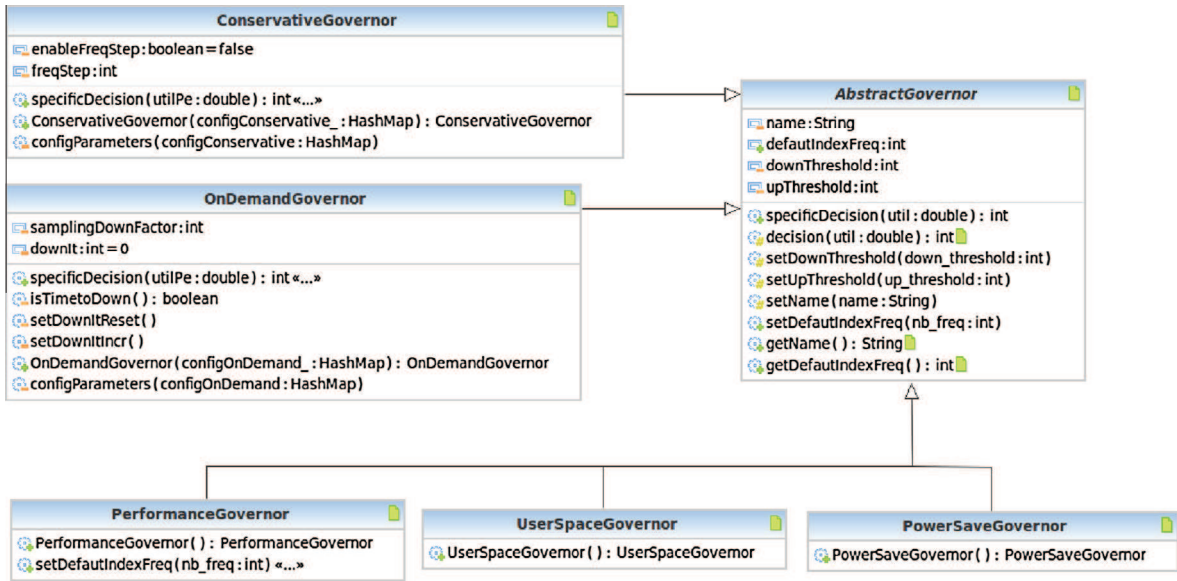 ConservativeGovernor
enableFreqStep:boolean=false
freqStep:int
specificDecision(utilPe:double): int«...»
ConservativeGovernor(configConservative_:HashMap): ConservativeGovernor
configParameters(configConservative:HashMap)
OnDemandGovernor
samplingDownFactor:int
downIt:int=0
specificDecision(utilPe:double): int«...»
isTimetoDown(): boolean
setDownItReset()
setDownItIncr()
OnDemandGovernor(configOnDemand_:HashMap): OnDemandGovernor
configParameters(configOnDemand:HashMap)
AbstractGovernor
name:String
defautIndexFreq:int
downThreshold:int
upThreshold:int
specificDecision(util:double): int
decision(util:double): int
setDownThreshold(down_threshold:int)
setUpThreshold(up_threshold:int)
setName(name:String)
setDefautIndexFreq(nb_freq:int)
getName(): String
getDefautIndexFreq(): int
PerformanceGovernor
PerformanceGovernor(): PerformanceGovernor
setDefautIndexFreq(nb_freq:int) «...»
UserSpaceGovernor
UserSpaceGovernor(): UserSpaceGovernor
PowerSaveGovernor
PowerSaveGovernor(): PowerSaveGovernor